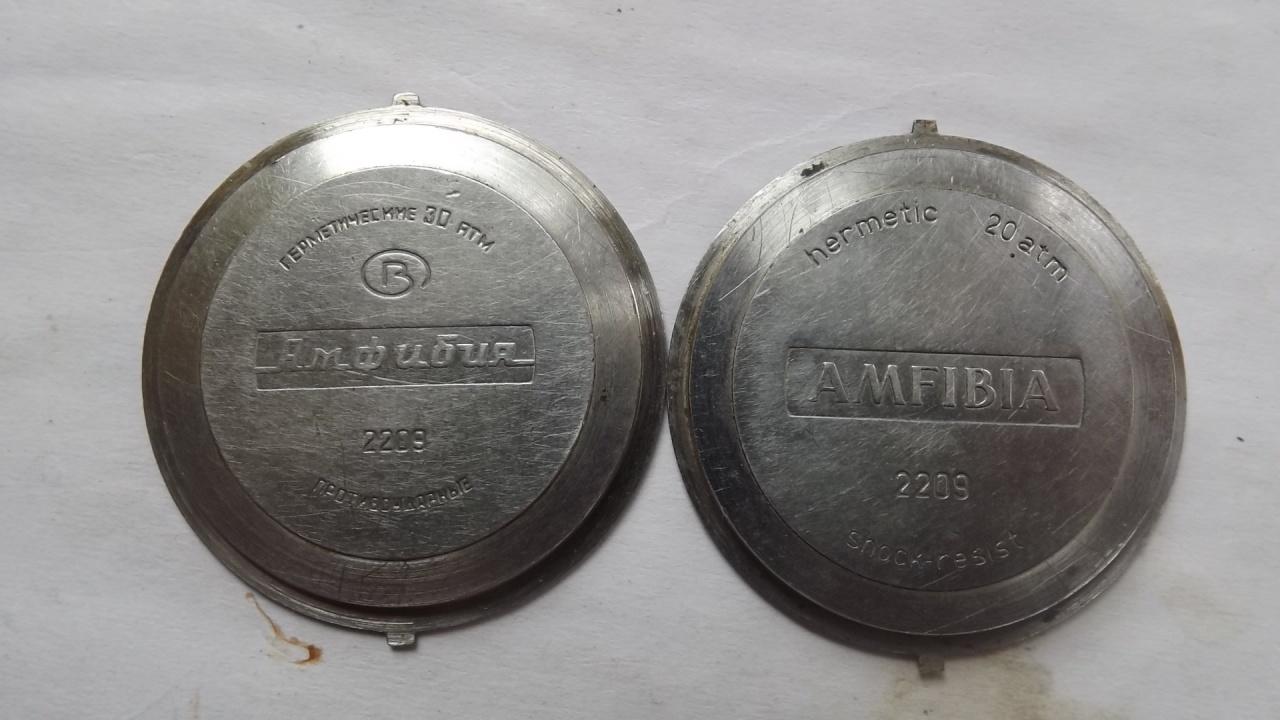 ГЕРМЕТИЧЕСКИЕ 30 АТМ
В
Амфибия
2209
ПРОТИВОУДАРНЫЕ
hermetic 20 atm
AMFIBIA
2209
shock-resist